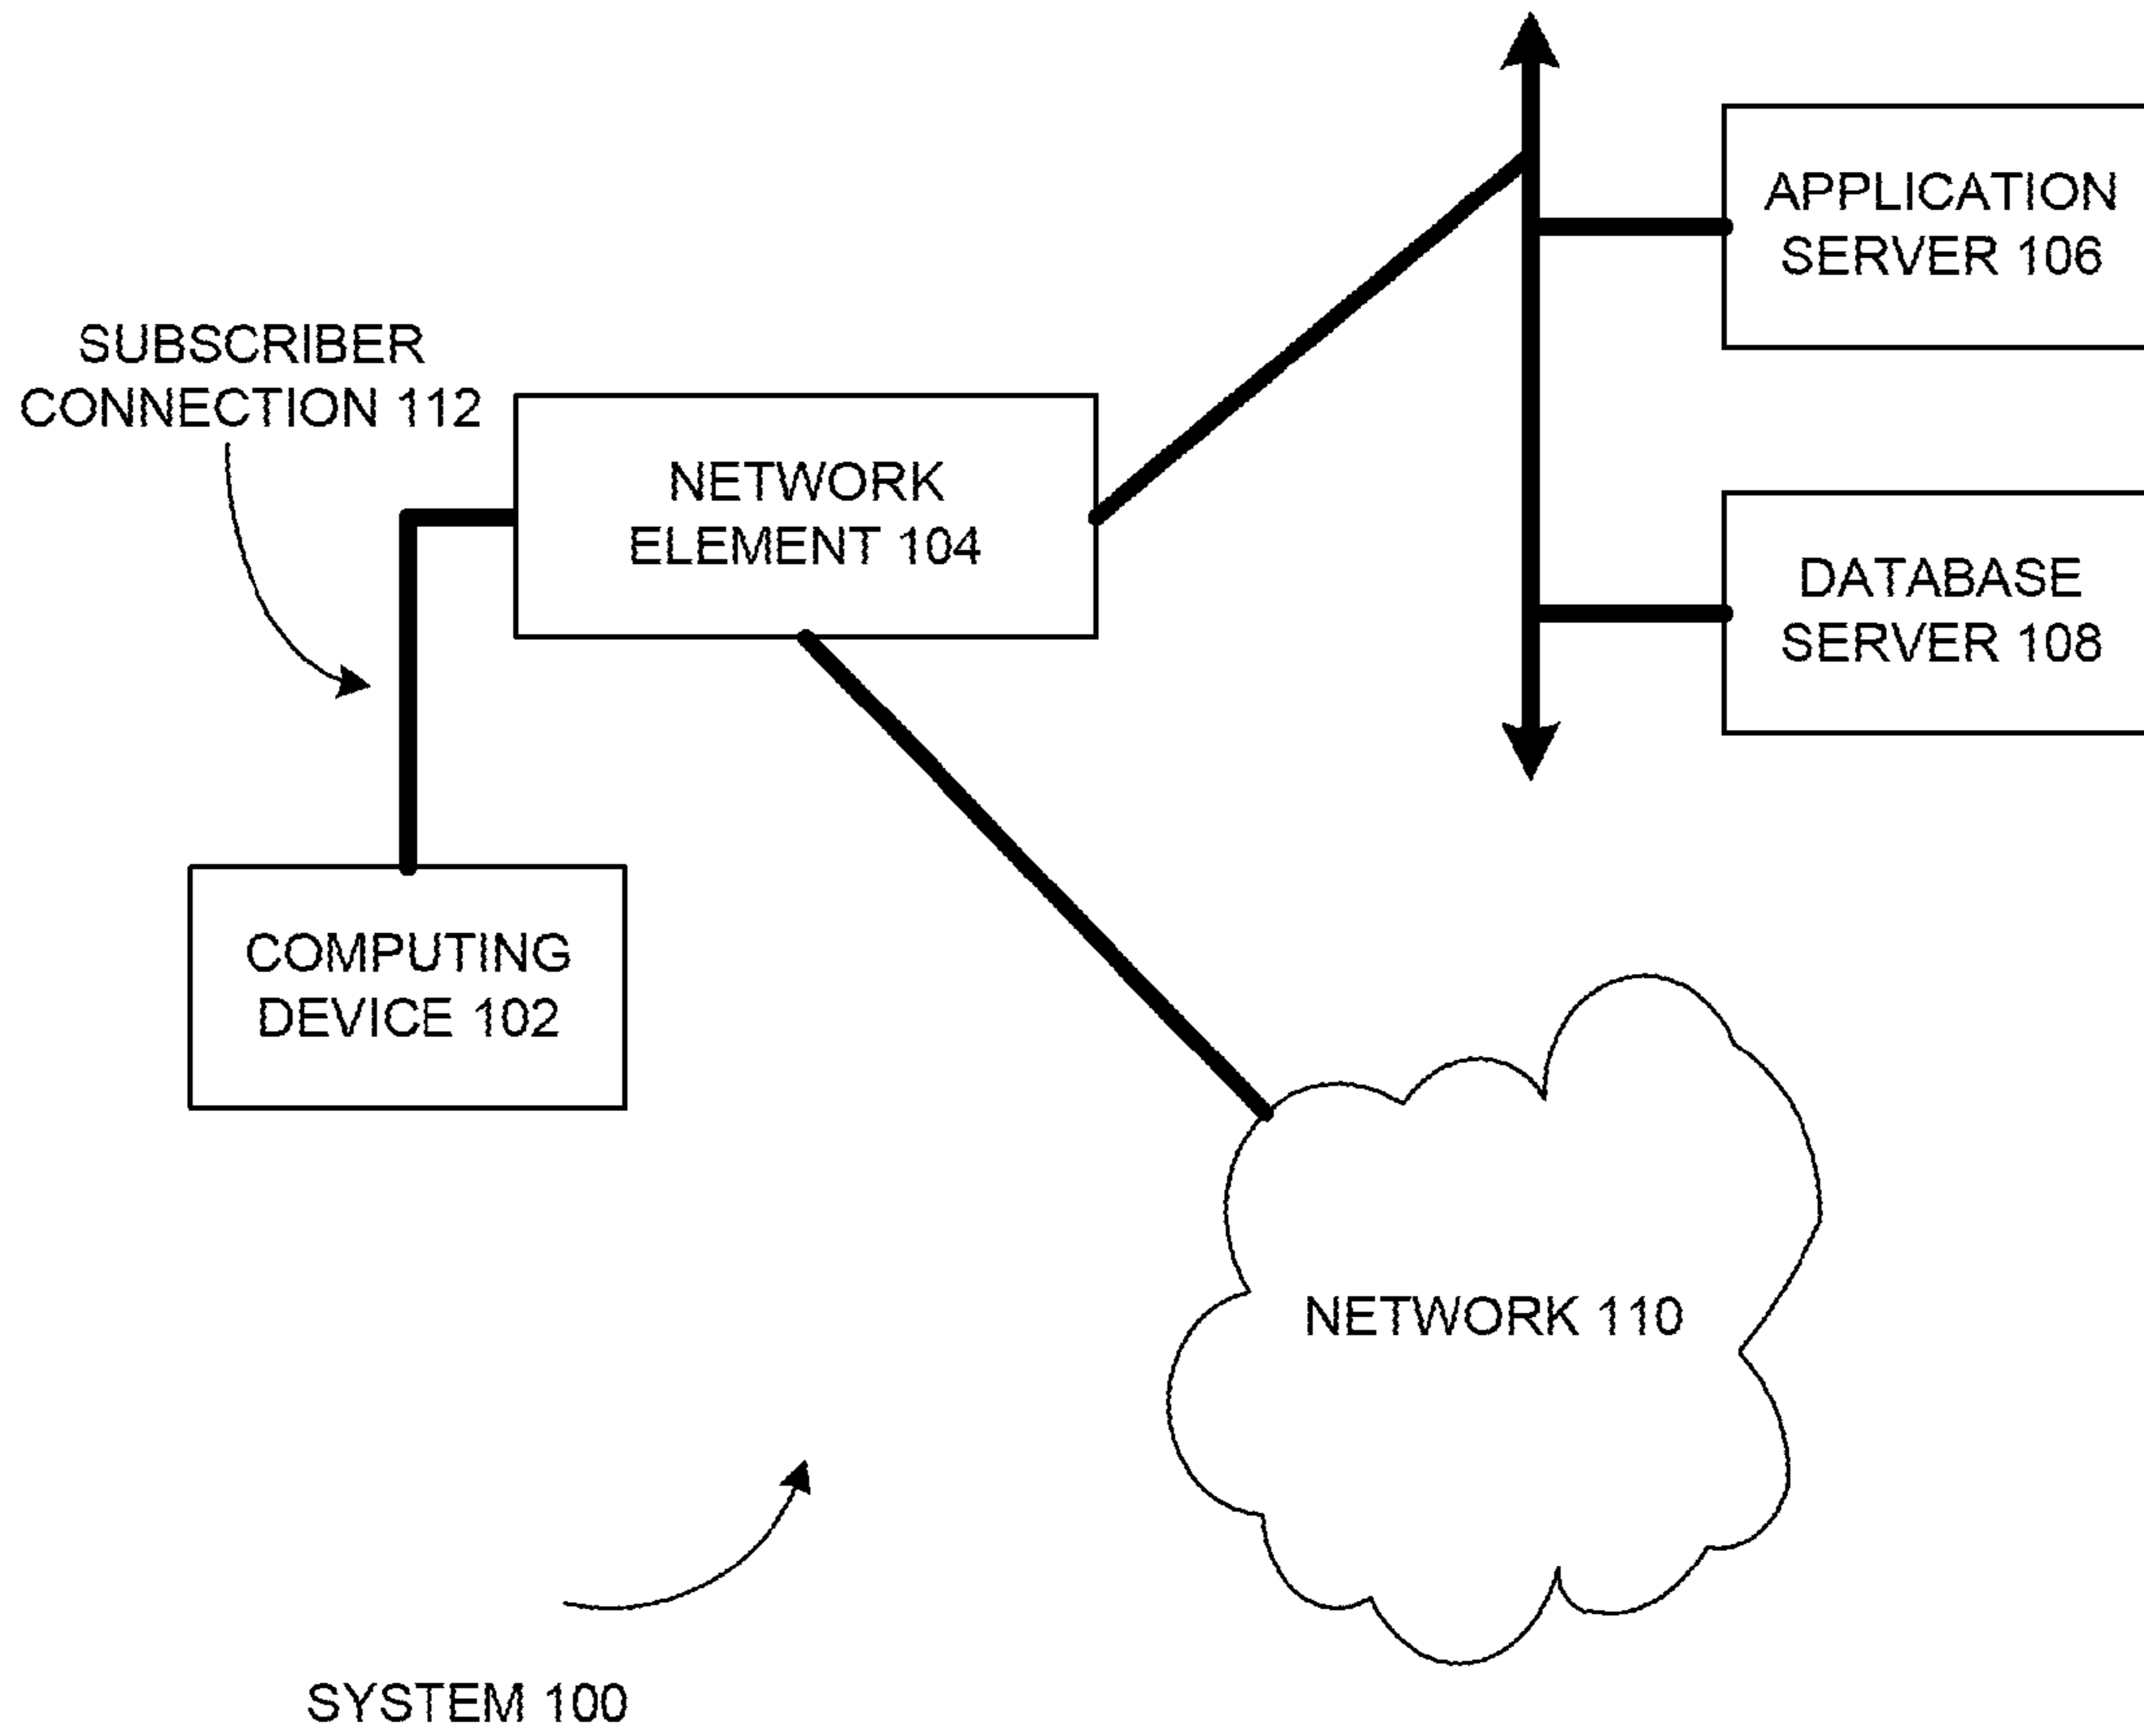 APPLICATION
SERVER 106
SUBSCRIBER
CONNECTION 112
NETWORK
ELEMENT 104
DATABASE
SERVER 108
COMPUTING
DEVICE 102
NETWORK 110
SYSTEM 100